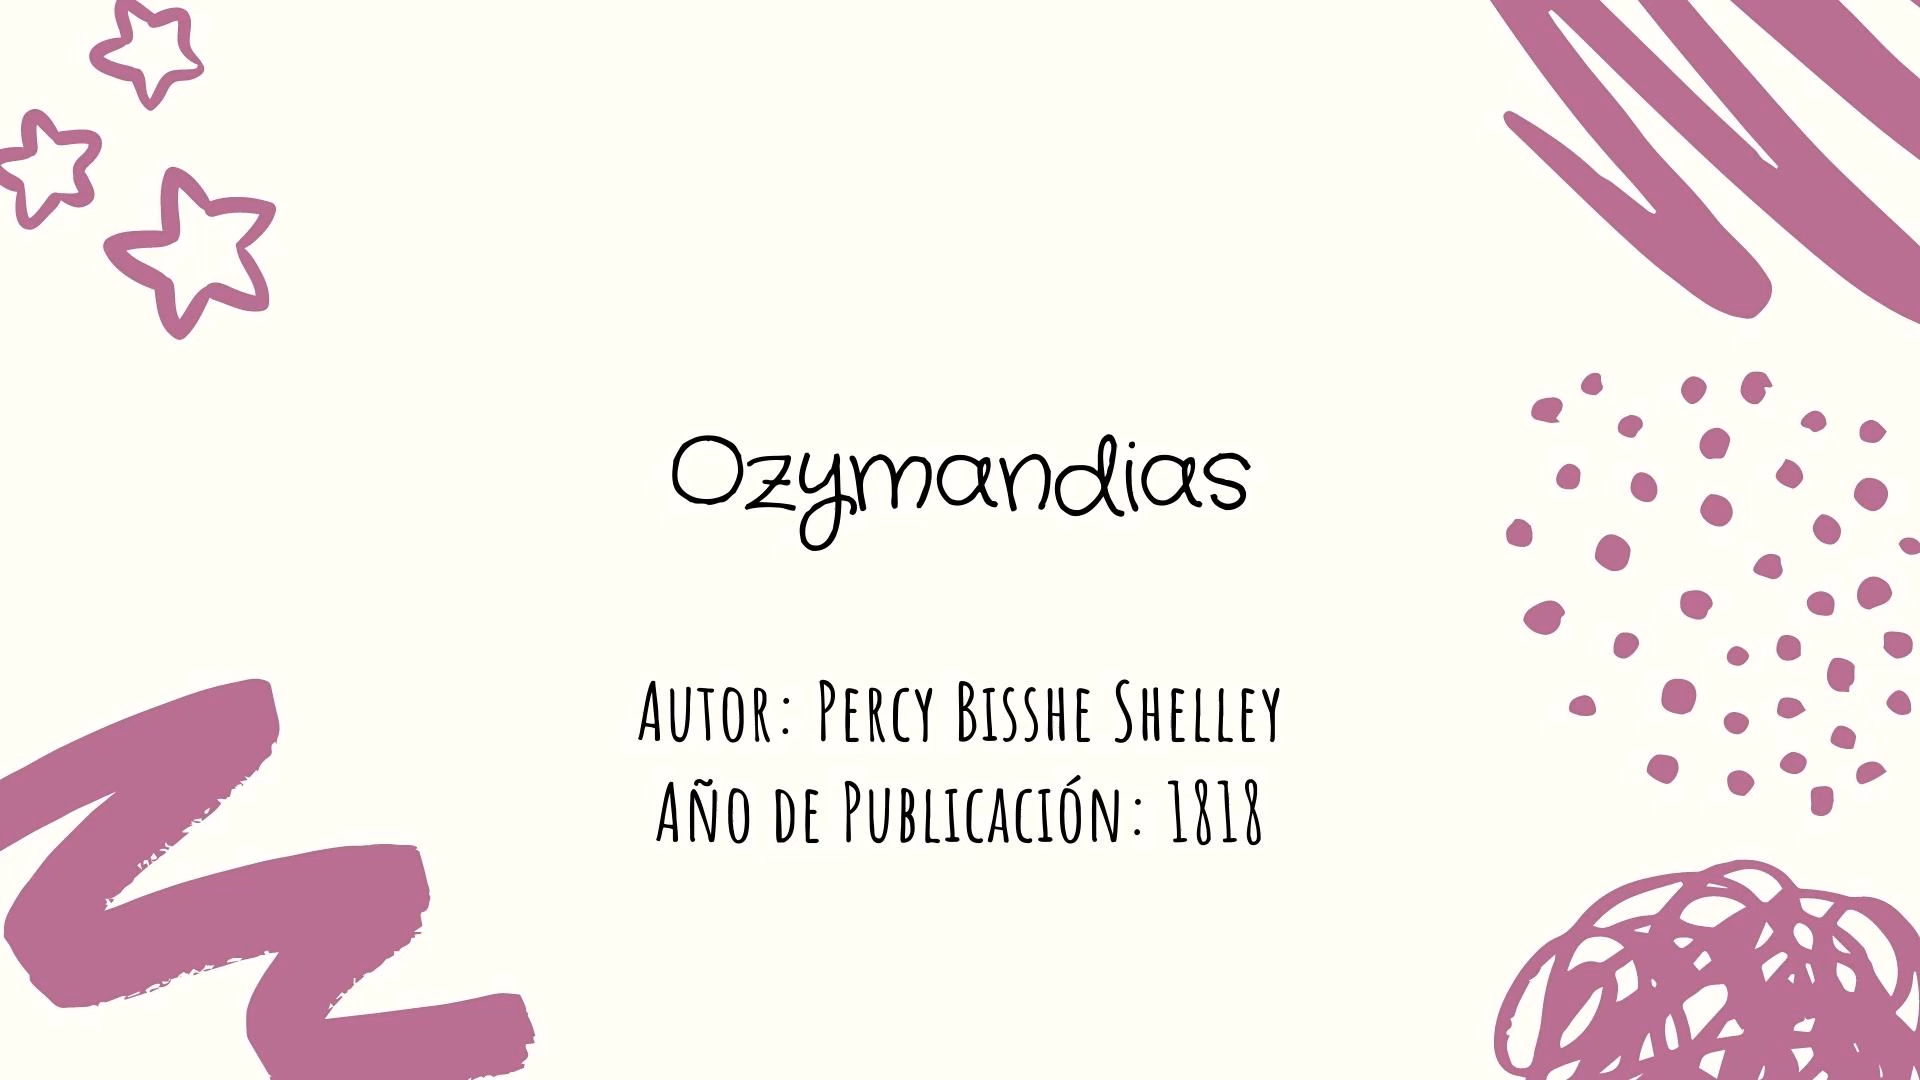 Ozymandias
Autor: Percy Bisshe Shelley
Año de Publicación: 1818